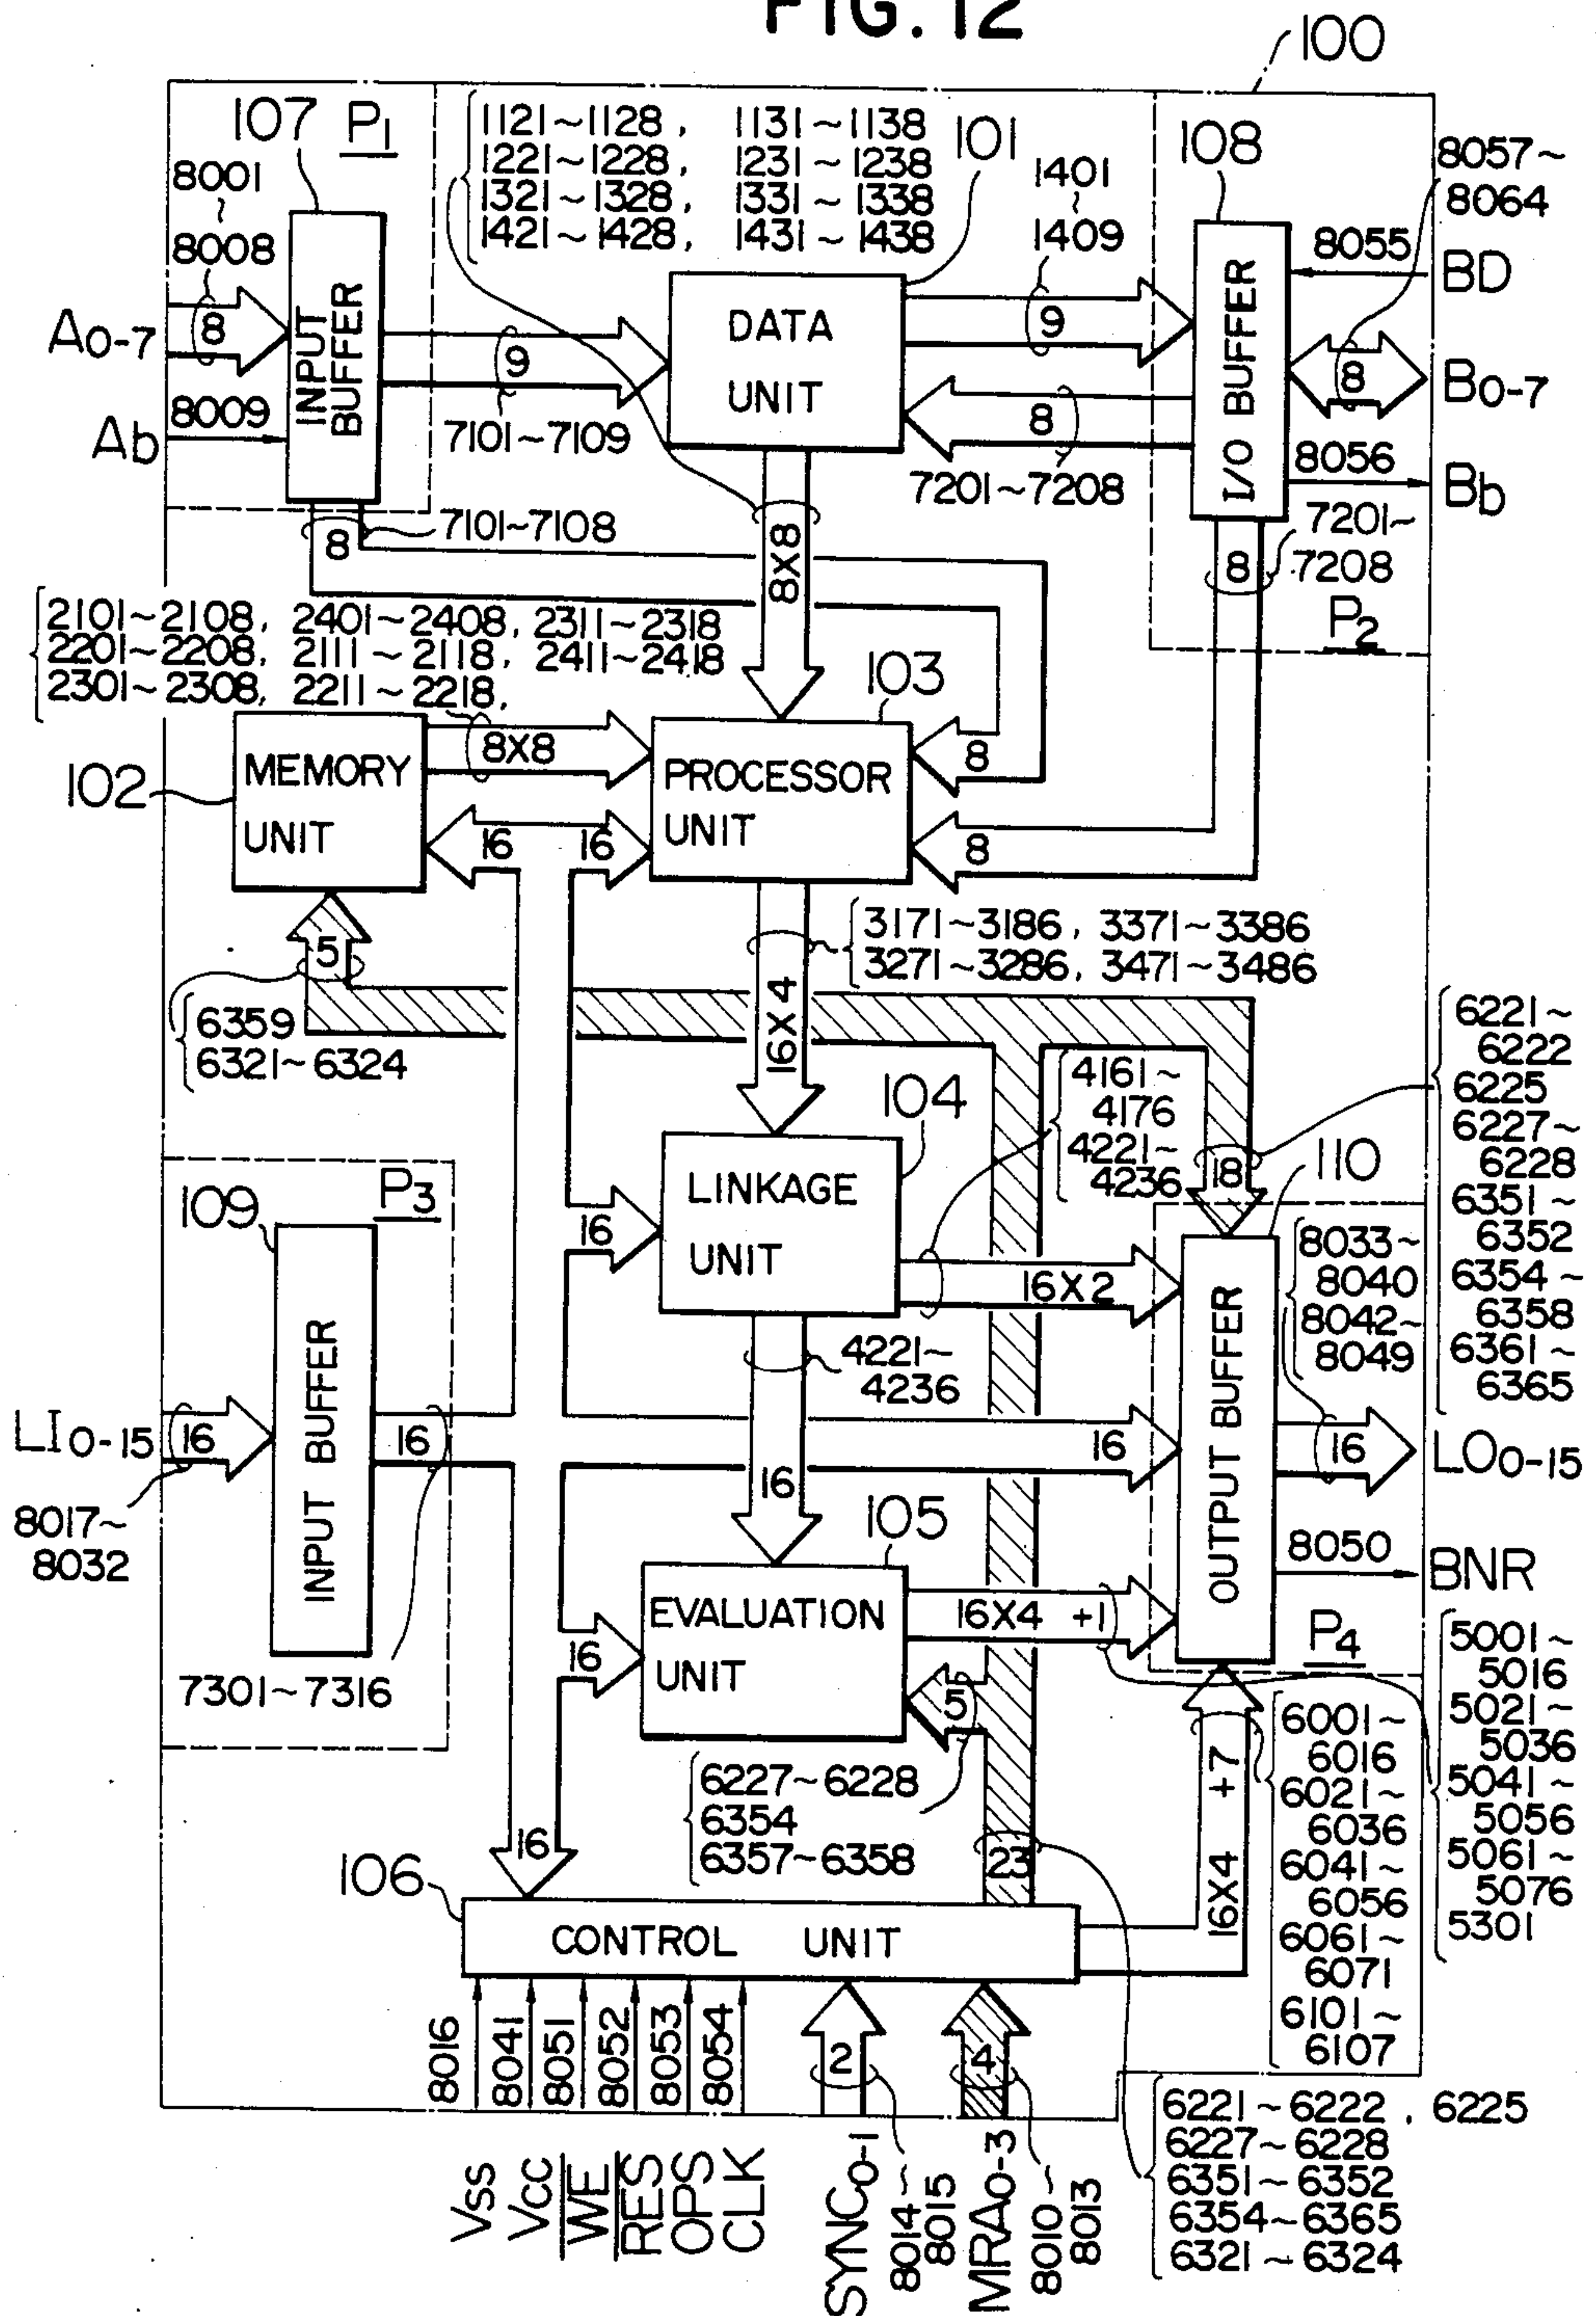 FIG. 12
100
107 P1
8001
~
8008
1121~1128, 1131~1138
1221~1228, 1231~1238
1321~1328, 1331~1338
1421~1428, 1431~1438
101
1401
~
1409
108
8057~
8064
8055
BD
A0-7
8
INPUT
BUFFER
9
DATA
UNIT
9
I/O BUFFER
8
B0-7
8009
Ab
7101~7109
8
7201~7208
8056
Bb
8
7101~7108
8X8
8
7201~
7208
P2
2101~2108, 2401~2408, 2311~2318
2201~2208, 2111~2118, 2411~2418
2301~2308, 2211~2218,
103
102
MEMORY
UNIT
8X8
PROCESSOR
UNIT
8
16
16
8
5
3171~3186, 3371~3386
3271~3286, 3471~3486
6359
6321~6324
16X4
4161~
4176
4221~
4236
6221~
6222
6225
6227~
6228
6351~
6352
6354~
6358
6361~
6365
104
18
110
109
P3
16
LINKAGE
UNIT
16X2
8033~
8040
8042~
8049
4221~
4236
LI0-15
16
INPUT BUFFER
16
16
16
OUTPUT BUFFER
16
LO0-15
8017~
8032
105
8050
BNR
7301~7316
16
EVALUATION
UNIT
16X4 +1
5
P4
5001~
5016
5021~
5036
5041~
5056
5061~
5076
5301
6001~
6016
6021~
6036
6041~
6056
6061~
6071
6101~
6107
6227~6228
6354
6357~6358
23
16X4 +7
16
106
CONTROL UNIT
8016
8041
8051
8052
8053
8054
2
4
VSS
VCC
WE
RES
OPS
CLK
SYNC0-1
8014~
8015
MRA0-3
8010~
8013
6221~6222, 6225
6227~6228
6351~6352
6354~6365
6321~6324